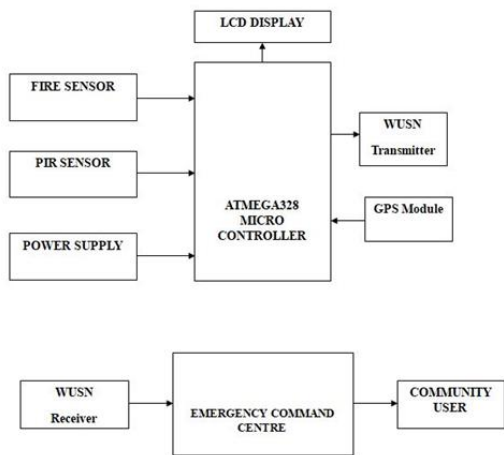 LCD DISPLAY
FIRE SENSOR
PIR SENSOR
POWER SUPPLY
ATMEGA328
MICRO
CONTROLLER
WUSN
Transmitter
GPS Module
WUSN
Receiver
EMERGENCY COMMAND
CENTRE
COMMUNITY
USER